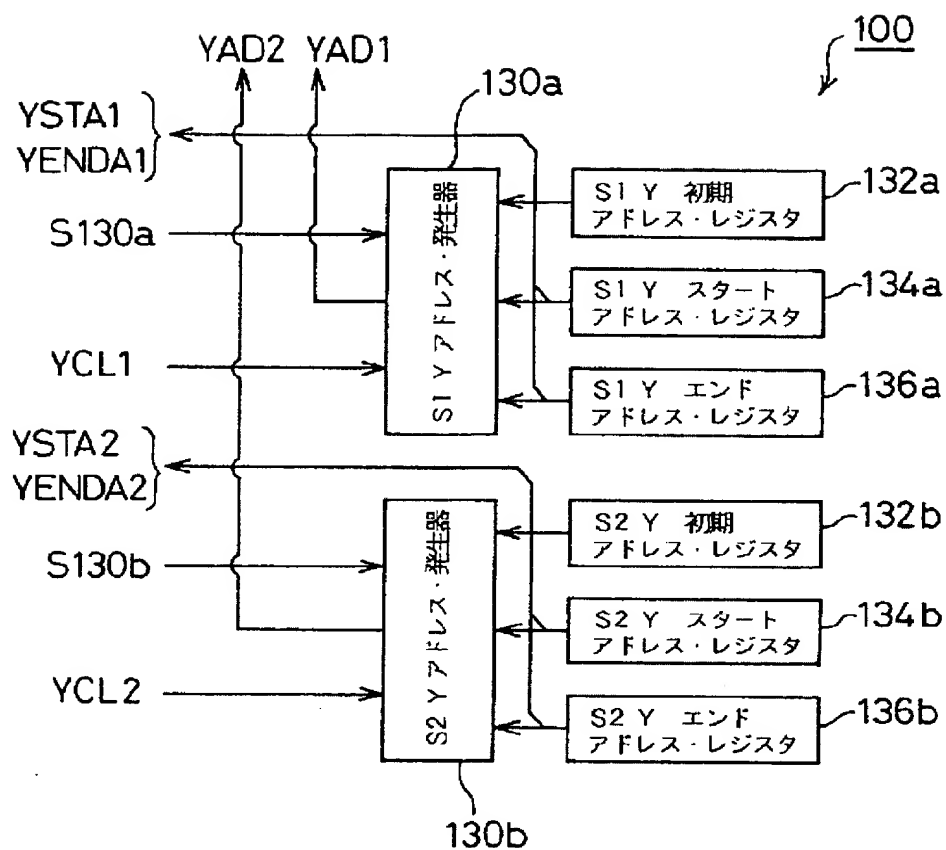 100
YAD2 YAD1
130a
YSTA1
YENDA1
S1 Y 初期
アドレス・レジスタ
132a
S130a
S1 Y アドレス・発生器
S1 Y スタート
アドレス・レジスタ
134a
YCL1
S1 Y エンド
アドレス・レジスタ
136a
YSTA2
YENDA2
S2 Y 初期
アドレス・レジスタ
132b
S130b
S2 Y アドレス・発生器
S2 Y スタート
アドレス・レジスタ
134b
YCL2
S2 Y エンド
アドレス・レジスタ
136b
130b